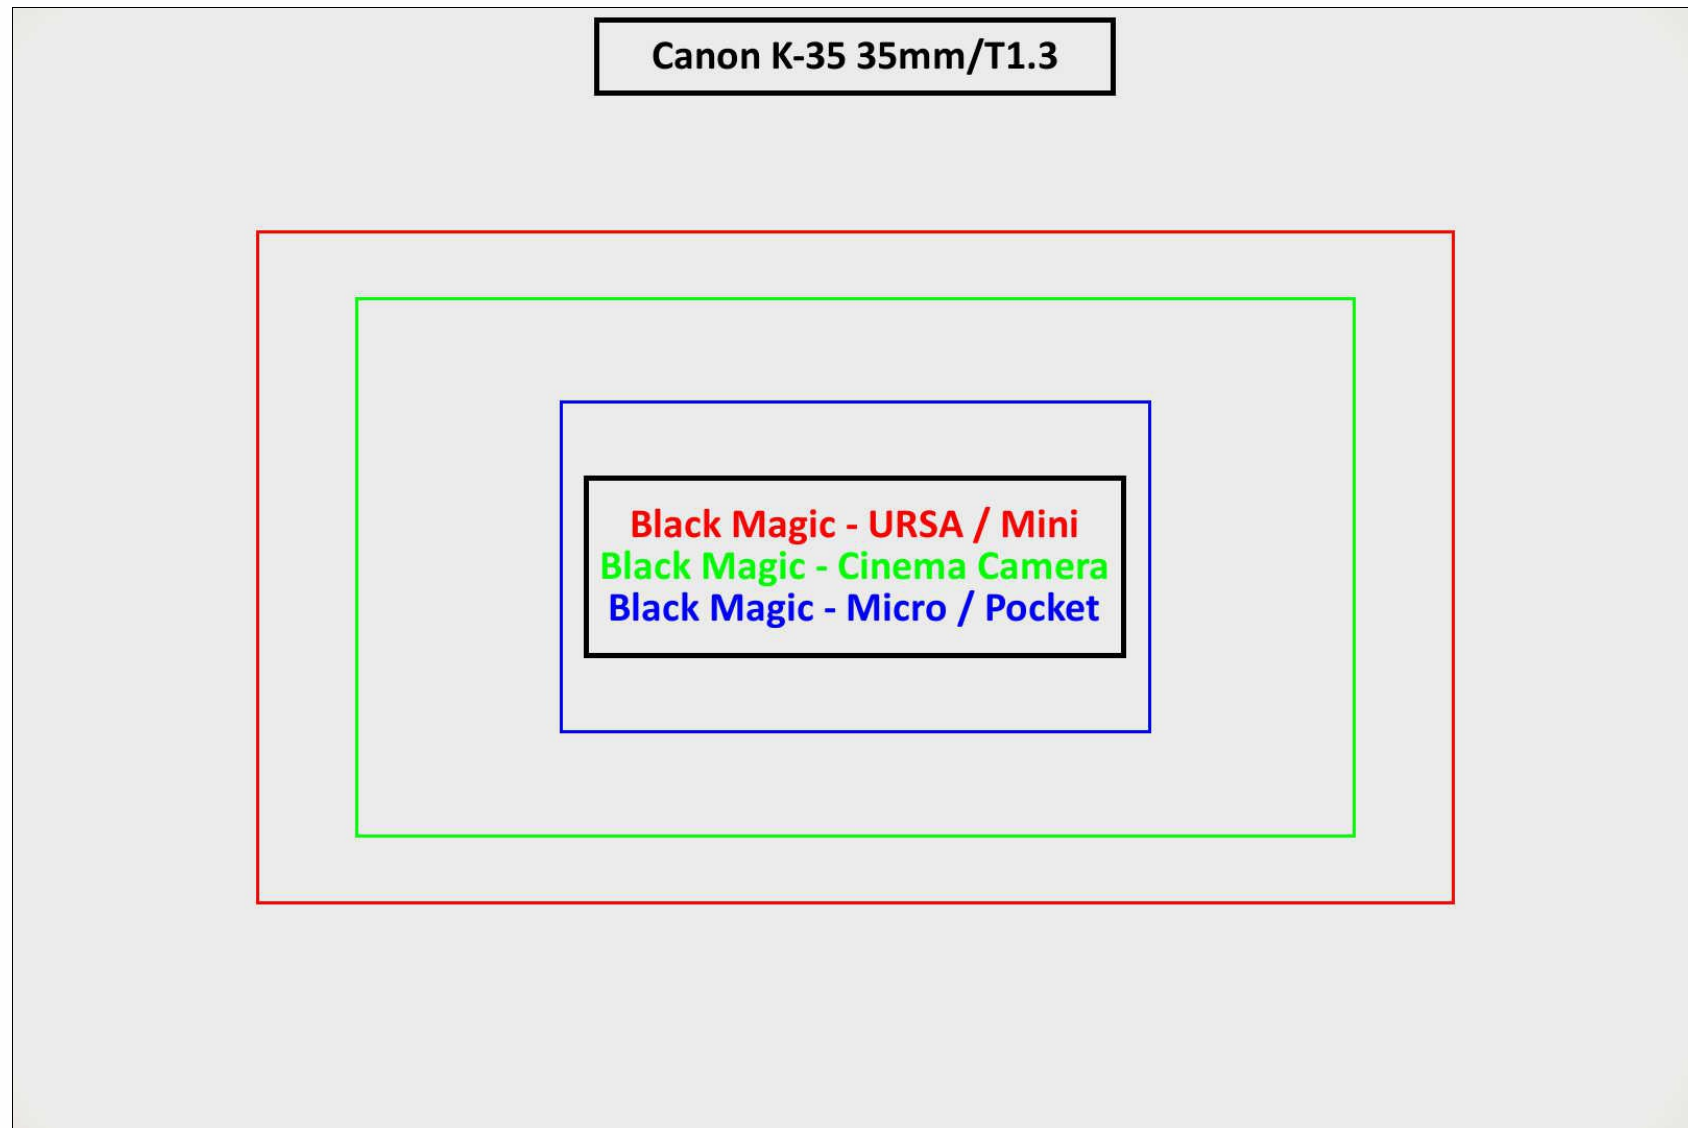 Canon K-35 35mm/T1.3
Black Magic - URSA / Mini
Black Magic - Cinema Camera
Black Magic - Micro / Pocket